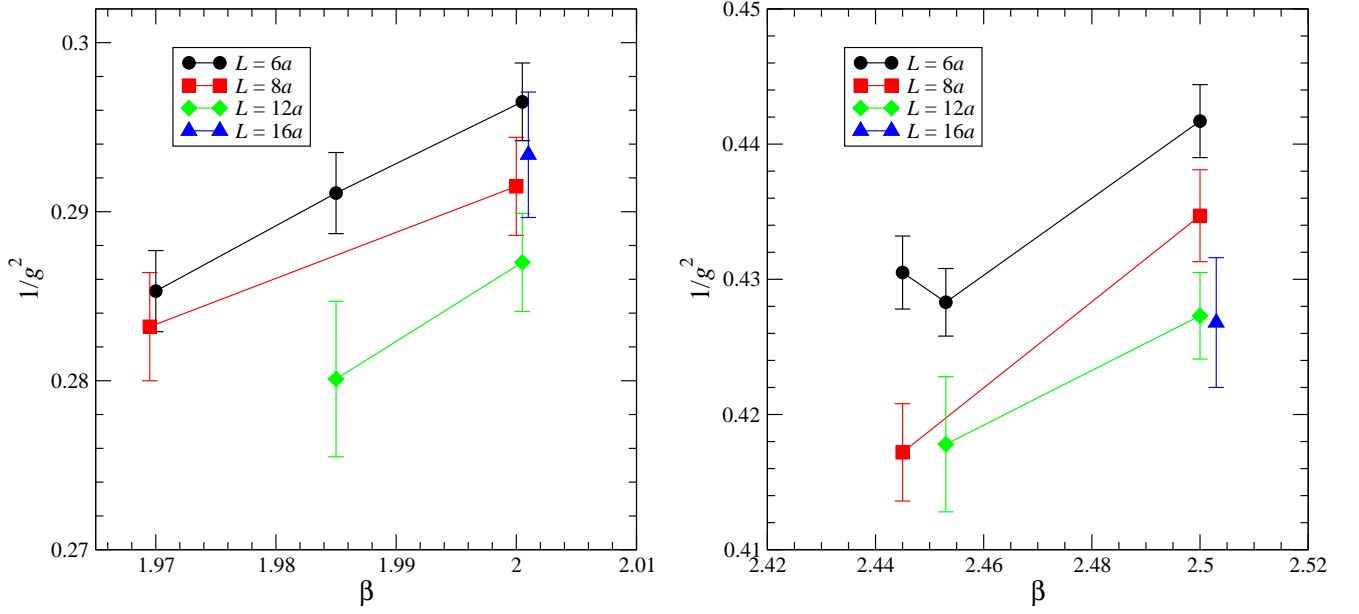 0.3
0.29
0.28
0.27
1/g²
L = 6a
L = 8a
L = 12a
L = 16a
1.97
1.98
1.99
2
2.01
β
0.45
0.44
0.43
0.42
0.41
1/g²
L = 6a
L = 8a
L = 12a
L = 16a
2.42
2.44
2.46
2.48
2.5
2.52
β